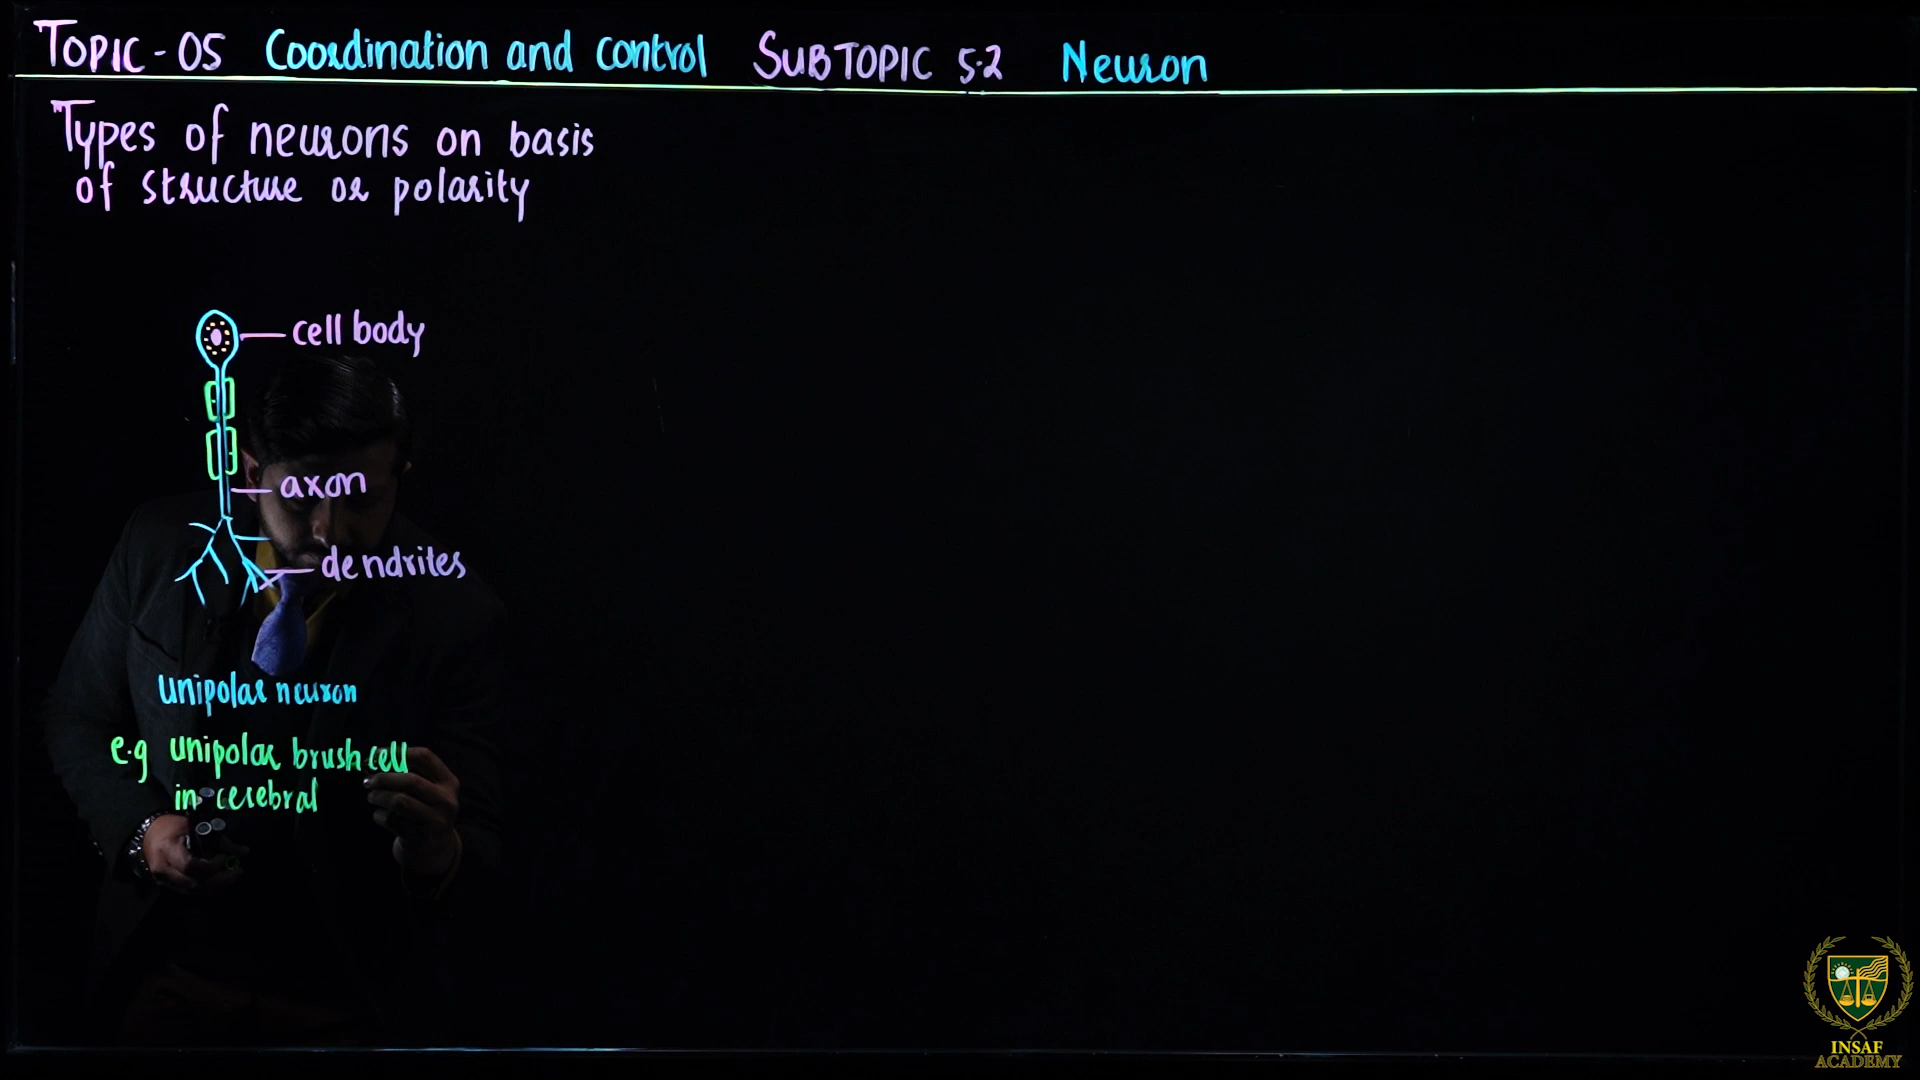 TOPIC - 05 Coordination and control SUBTOPIC 5.2 Neuron
Types of neurons on basis
of structure or polarity
cell body
axon
dendrites
unipolar neuron
e.g unipolar brush cell
in cerebral
INSAF
ACADEMY